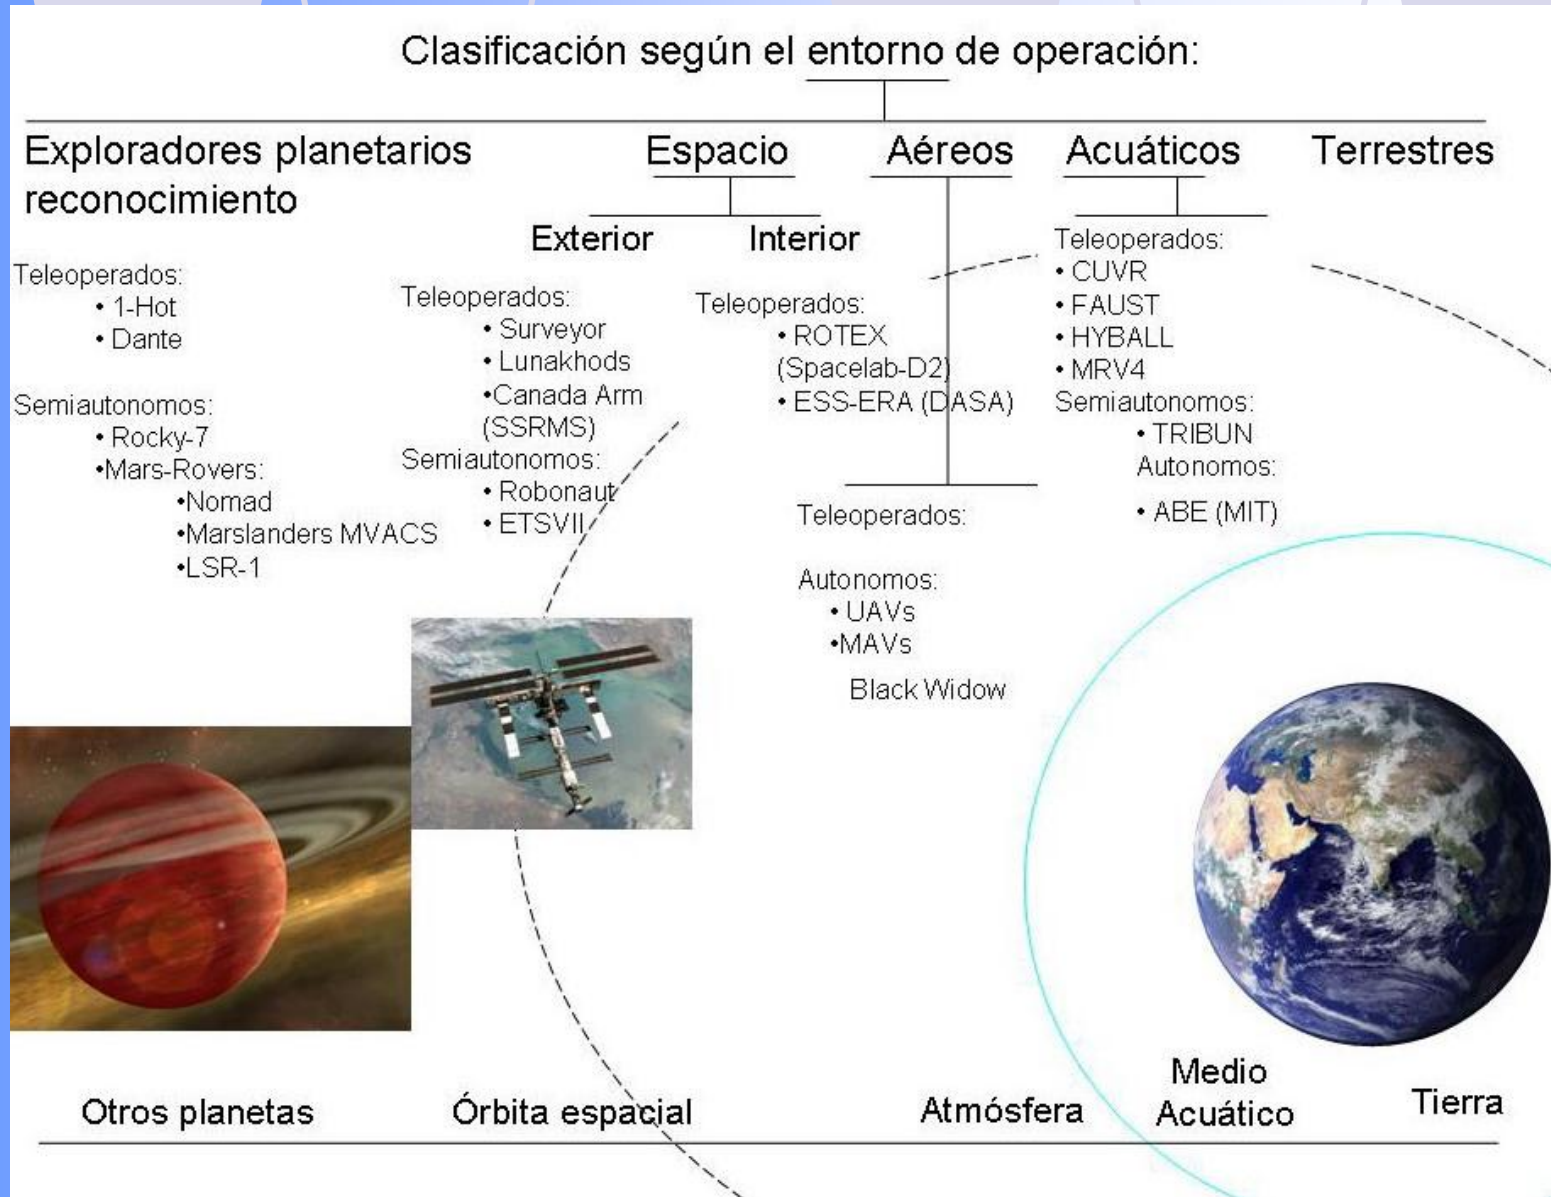 Clasificación según el entorno de operación:
Exploradores planetarios
reconocimiento
Teleoperados:
• 1-Hot
• Dante
Semiautonomos:
• Rocky-7
•Mars-Rovers:
•Nomad
•Marslanders MVACS
•LSR-1
Espacio
Exterior
Teleoperados:
• Surveyor
• Lunakhods
•Canada Arm
(SSRMS)
Semiautonomos:
• Robonaut
• ETSVII
Interior
Teleoperados:
• ROTEX
(Spacelab-D2)
• ESS-ERA (DASA)
Aéreos
Teleoperados:
Autonomos:
• UAVs
•MAVs
Black Widow
Acuáticos
Teleoperados:
• CUVR
• FAUST
• HYBALL
• MRV4
Semiautonomos:
• TRIBUN
Autonomos:
• ABE (MIT)
Terrestres
Otros planetas
Órbita espacial
Atmósfera
Medio
Acuático
Tierra